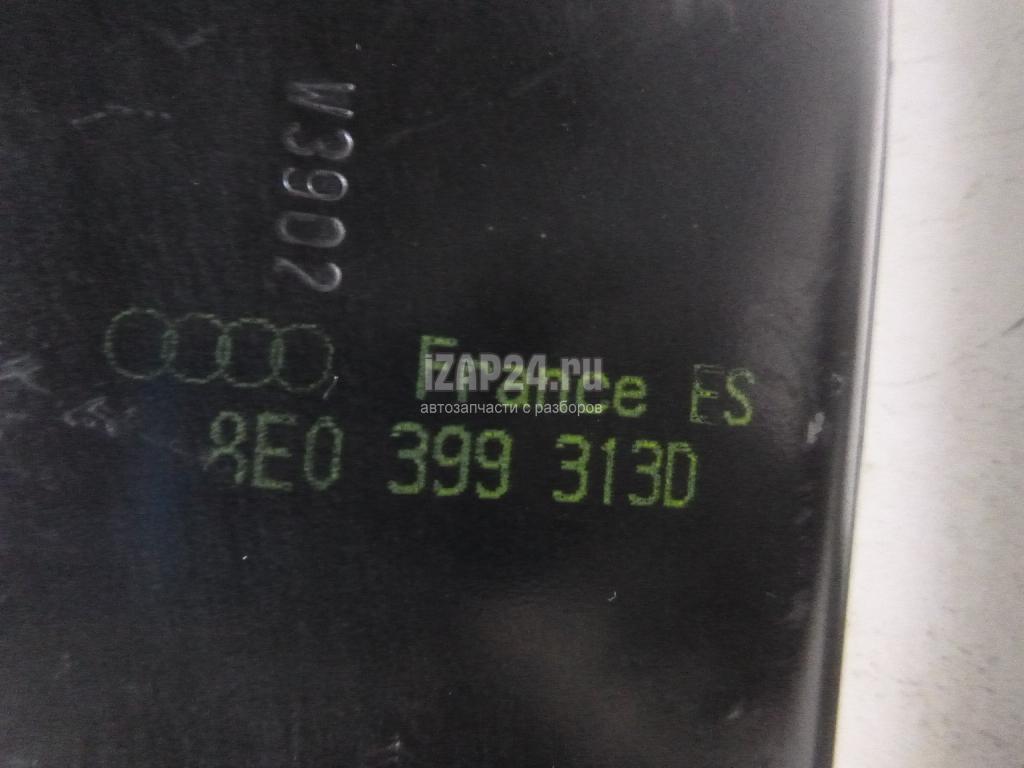 W3902
France ES
8E0 399 313D
iZAP24.ru
автозапчасти с разборов